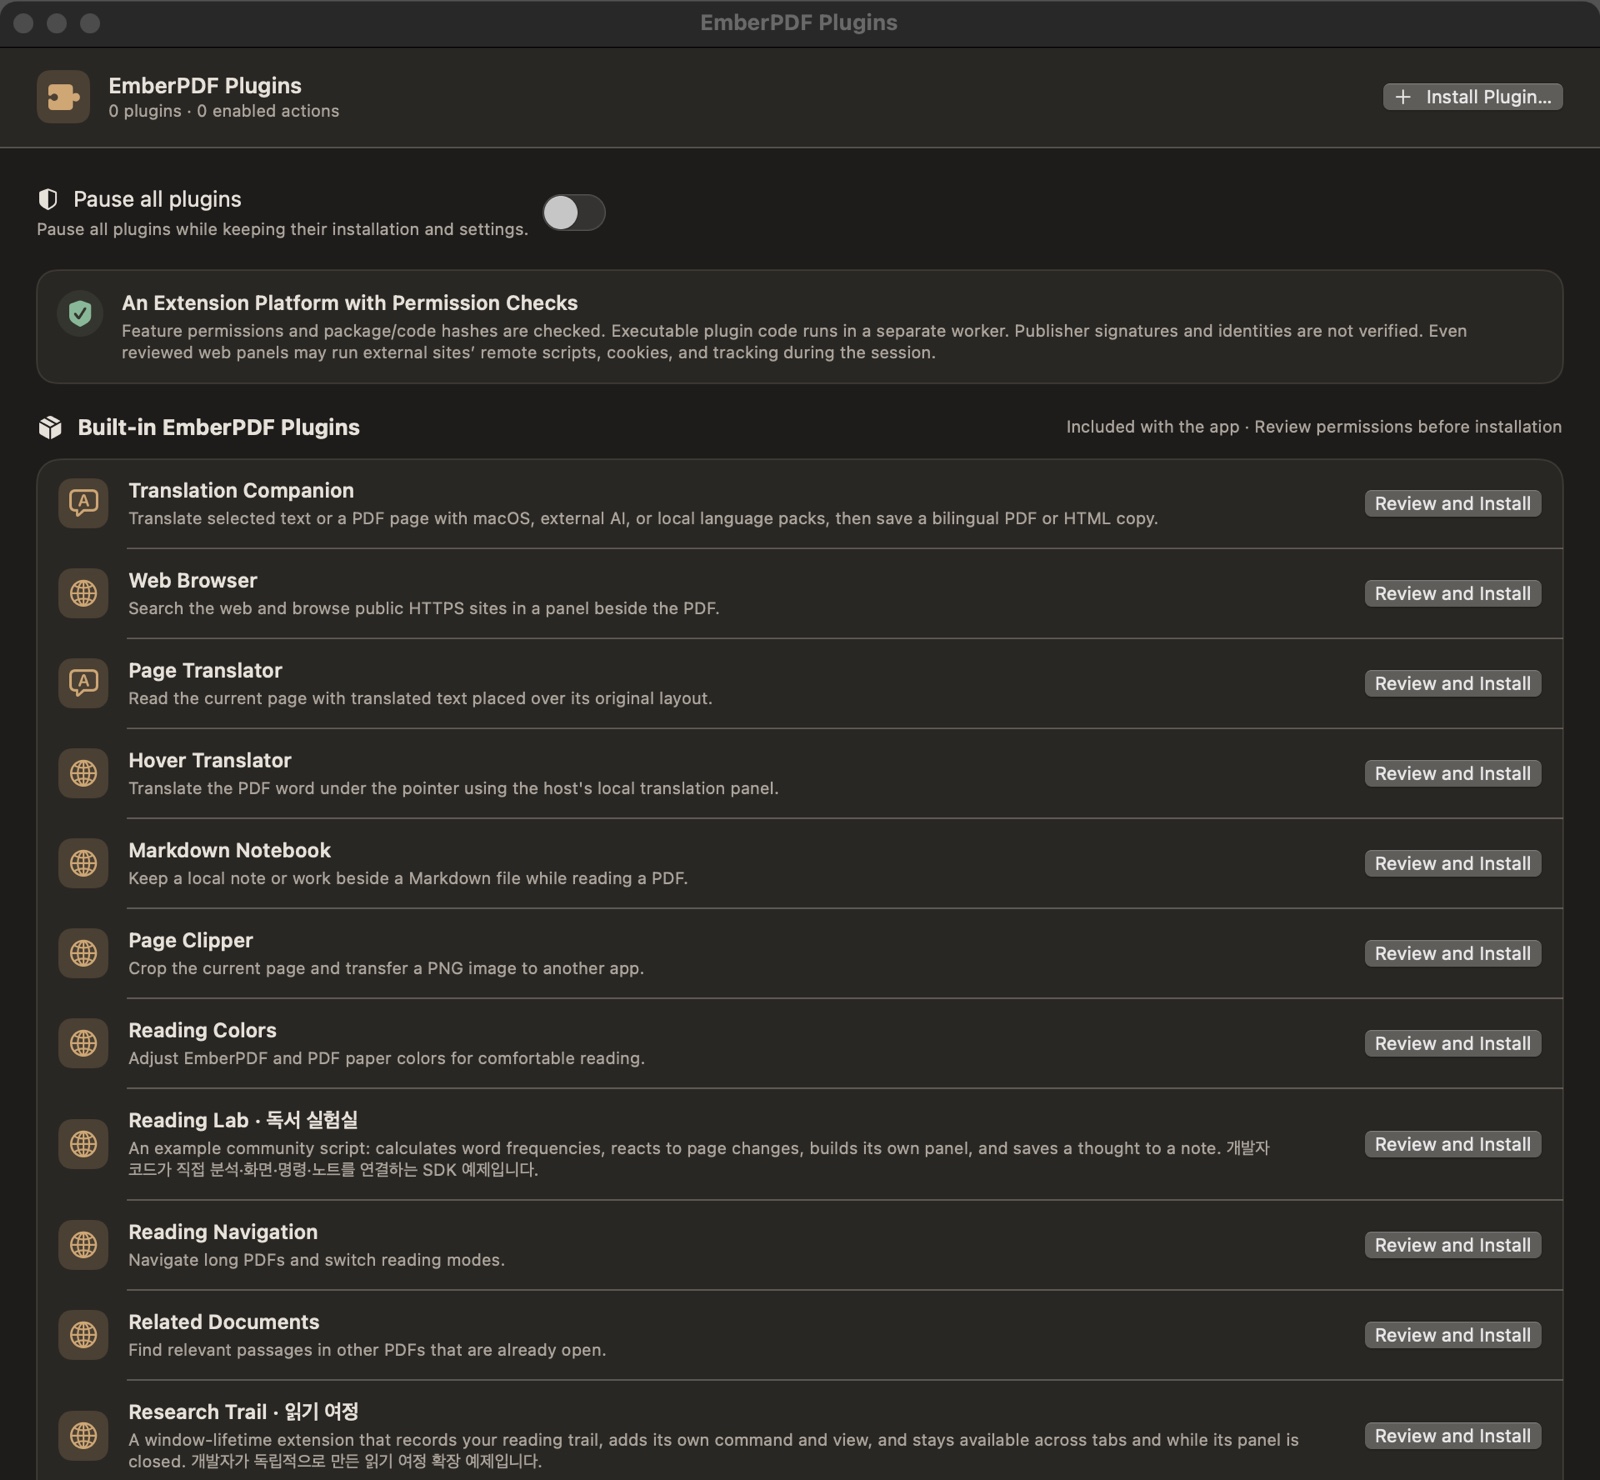 EmberPDF Plugins
EmberPDF Plugins
0 plugins · 0 enabled actions
Install Plugin...
Pause all plugins
Pause all plugins while keeping their installation and settings.
An Extension Platform with Permission Checks
Feature permissions and package/code hashes are checked. Executable plugin code runs in a separate worker. Publisher signatures and identities are not verified. Even
reviewed web panels may run external sites’ remote scripts, cookies, and tracking during the session.
Built-in EmberPDF Plugins
Included with the app · Review permissions before installation
Translation Companion
Translate selected text or a PDF page with macOS, external AI, or local language packs, then save a bilingual PDF or HTML copy.
Review and Install
Web Browser
Search the web and browse public HTTPS sites in a panel beside the PDF.
Review and Install
Page Translator
Read the current page with translated text placed over its original layout.
Review and Install
Hover Translator
Translate the PDF word under the pointer using the host's local translation panel.
Review and Install
Markdown Notebook
Keep a local note or work beside a Markdown file while reading a PDF.
Review and Install
Page Clipper
Crop the current page and transfer a PNG image to another app.
Review and Install
Reading Colors
Adjust EmberPDF and PDF paper colors for comfortable reading.
Review and Install
Reading Lab · 독서 실험실
An example community script: calculates word frequencies, reacts to page changes, builds its own panel, and saves a thought to a note. 개발자
코드가 직접 분석·화면·명령·노트를 연결하는 SDK 예제입니다.
Review and Install
Reading Navigation
Navigate long PDFs and switch reading modes.
Review and Install
Related Documents
Find relevant passages in other PDFs that are already open.
Review and Install
Research Trail · 읽기 여정
A window-lifetime extension that records your reading trail, adds its own command and view, and stays available across tabs and while its panel is
closed. 개발자가 독립적으로 만든 읽기 여정 확장 예제입니다.
Review and Install